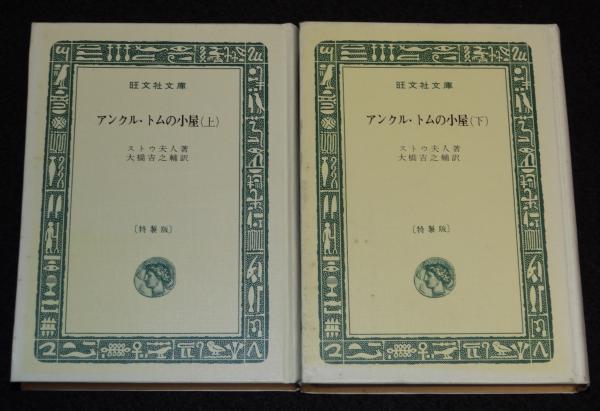 旺文社文庫
アンクル・トムの小屋(上)
ストウ夫人著
大橋吉之輔訳
[特製版]
旺文社文庫
アンクル・トムの小屋(下)
ストウ夫人著
大橋吉之輔訳
[特製版]